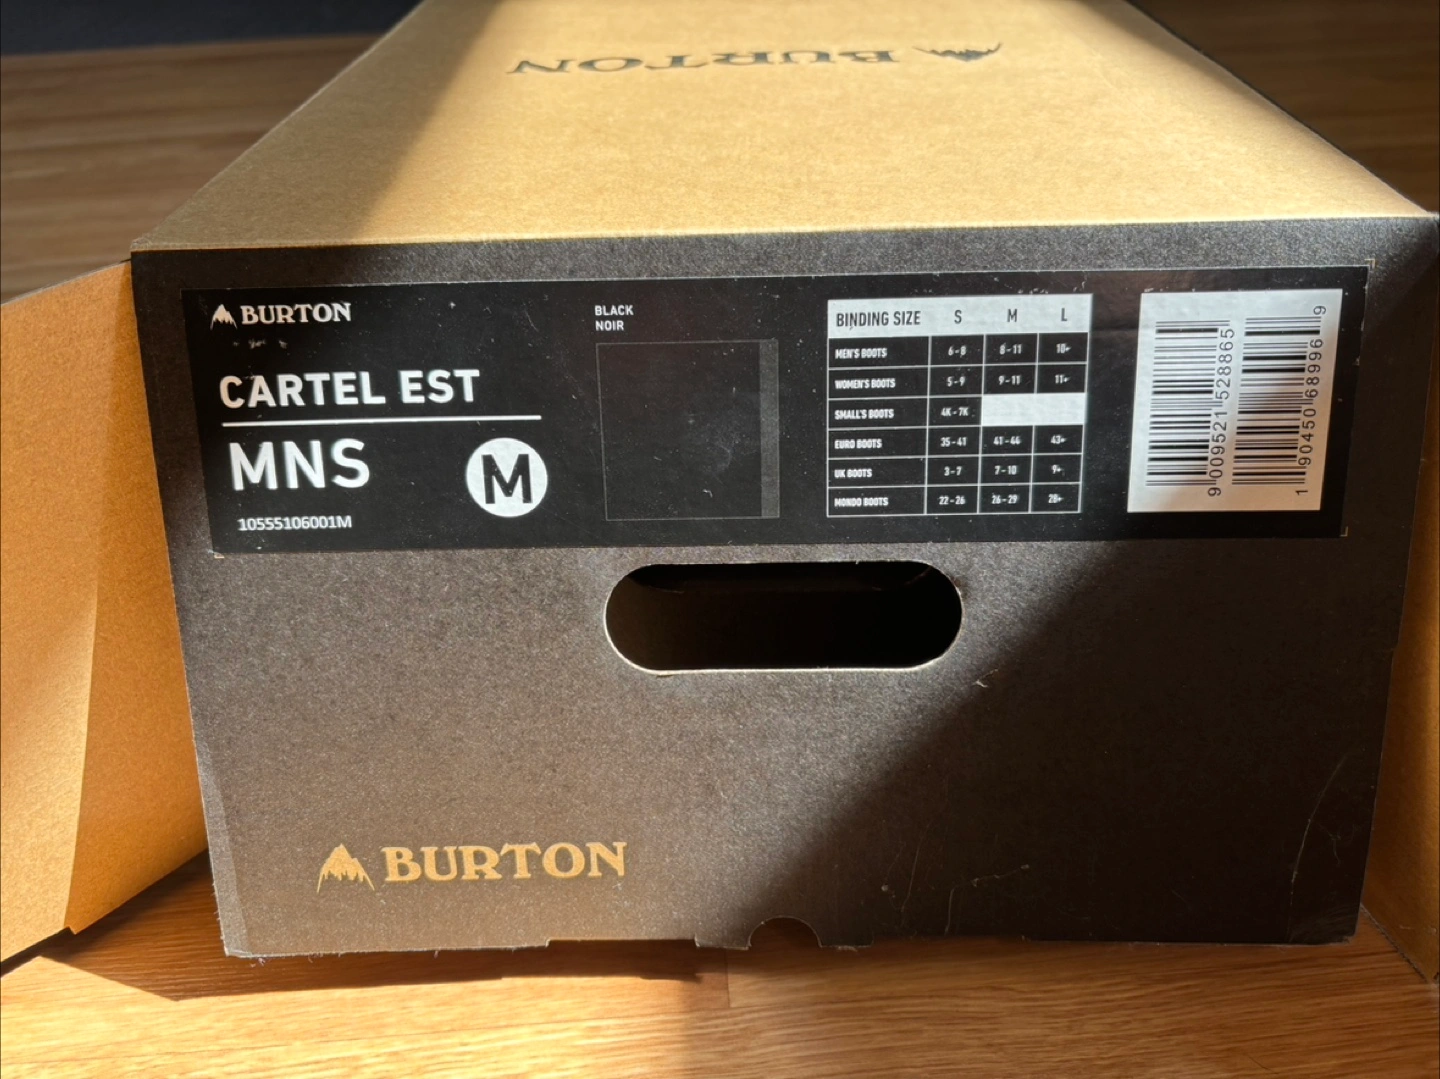 BURTON
BURTON
CARTEL EST
MNS
M
10555106001M
BLACK
NOIR
BINDING SIZE S M L
MEN'S BOOTS 6-8 8-11 10+
WOMEN'S BOOTS 5-9 9-11 11+
SMALL'S BOOTS 4K-7K
EURO BOOTS 35-41 41-44 43+
UK BOOTS 3-7 7-10 9+
MONDO BOOTS 22-26 26-29 28+
9 009521 528865
1 90450 68996 9
BURTON